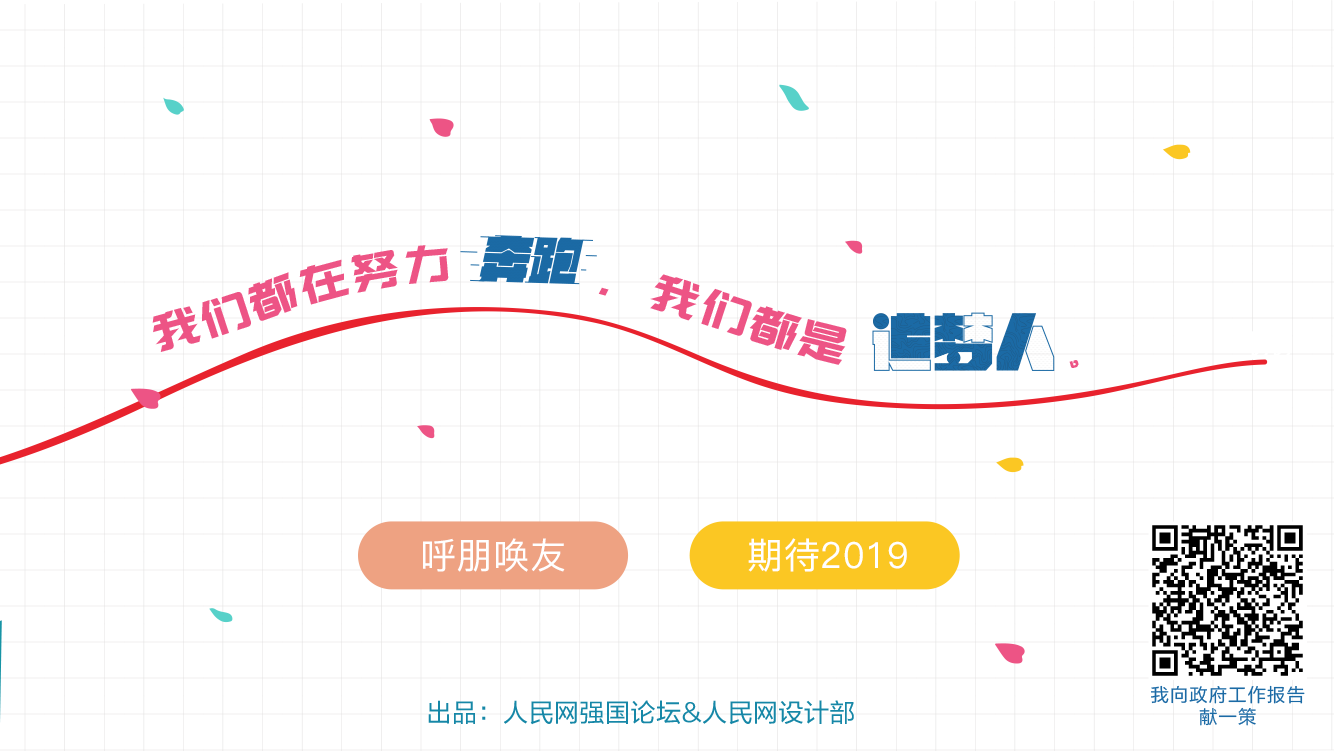 我们都在努力奔跑，我们都是追梦人。
呼朋唤友
期待2019
我向政府工作报告
献一策
出品：人民网强国论坛&人民网设计部